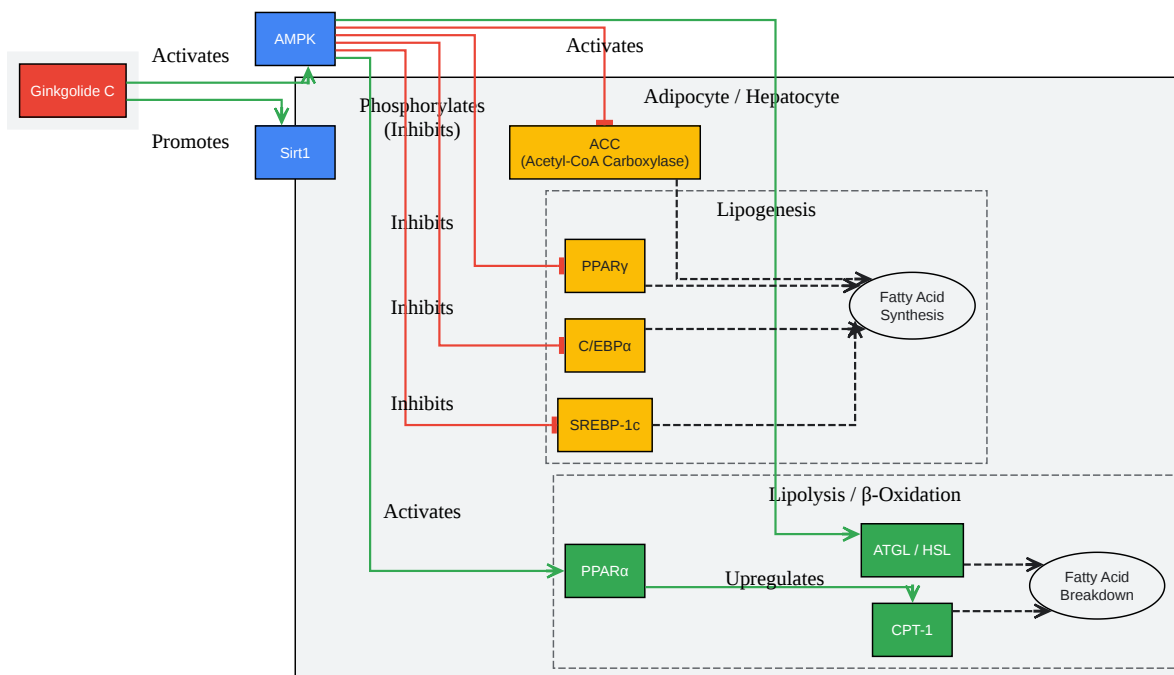 AMPK
Activates
Activates
Ginkgolide C
Phosphorylates
(Inhibits)
Adipocyte / Hepatocyte
Promotes
Sirt1
ACC
(Acetyl-CoA Carboxylase)
Lipogenesis
Inhibits
PPARγ
Fatty Acid
Synthesis
Inhibits
C/EBPα
Inhibits
SREBP-1c
Lipolysis / β-Oxidation
Activates
ATGL / HSL
PPARα
Upregulates
Fatty Acid
Breakdown
CPT-1